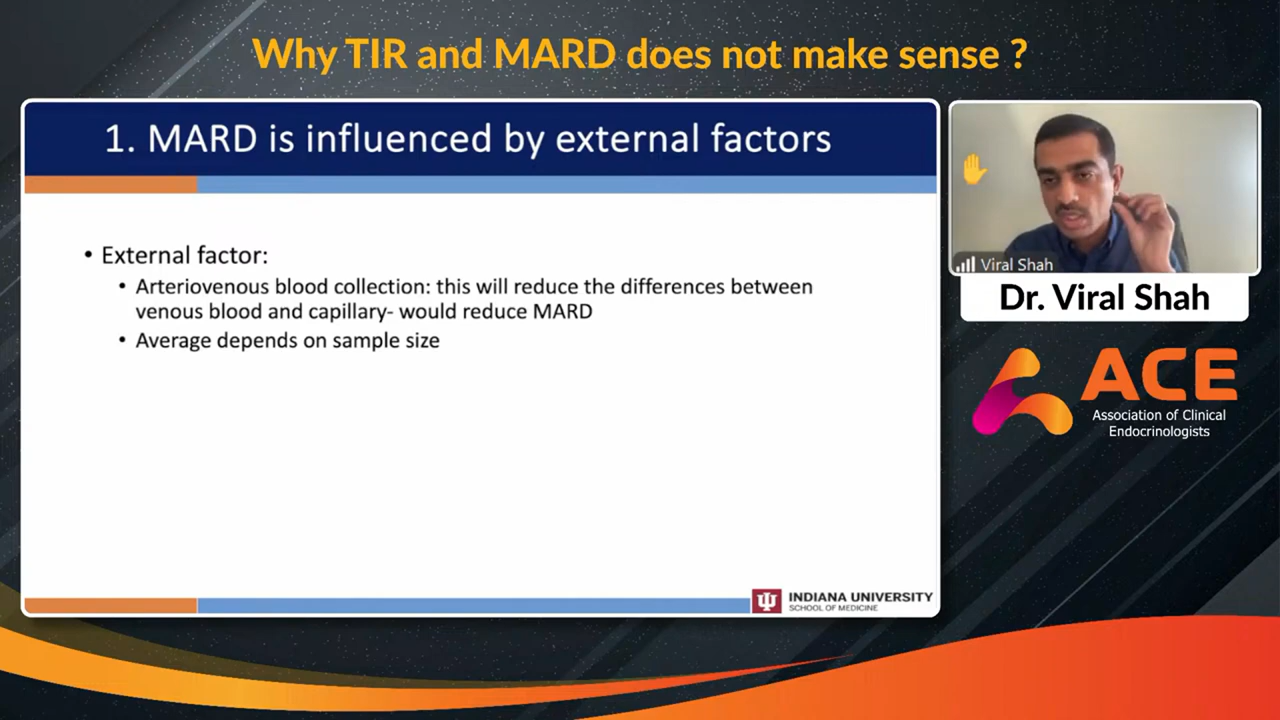 Why TIR and MARD does not make sense ?
1. MARD is influenced by external factors
• External factor:
• Arteriovenous blood collection: this will reduce the differences between
venous blood and capillary- would reduce MARD
• Average depends on sample size
INDIANA UNIVERSITY
SCHOOL OF MEDICINE
Viral Shah
Dr. Viral Shah
ACE
Association of Clinical
Endocrinologists